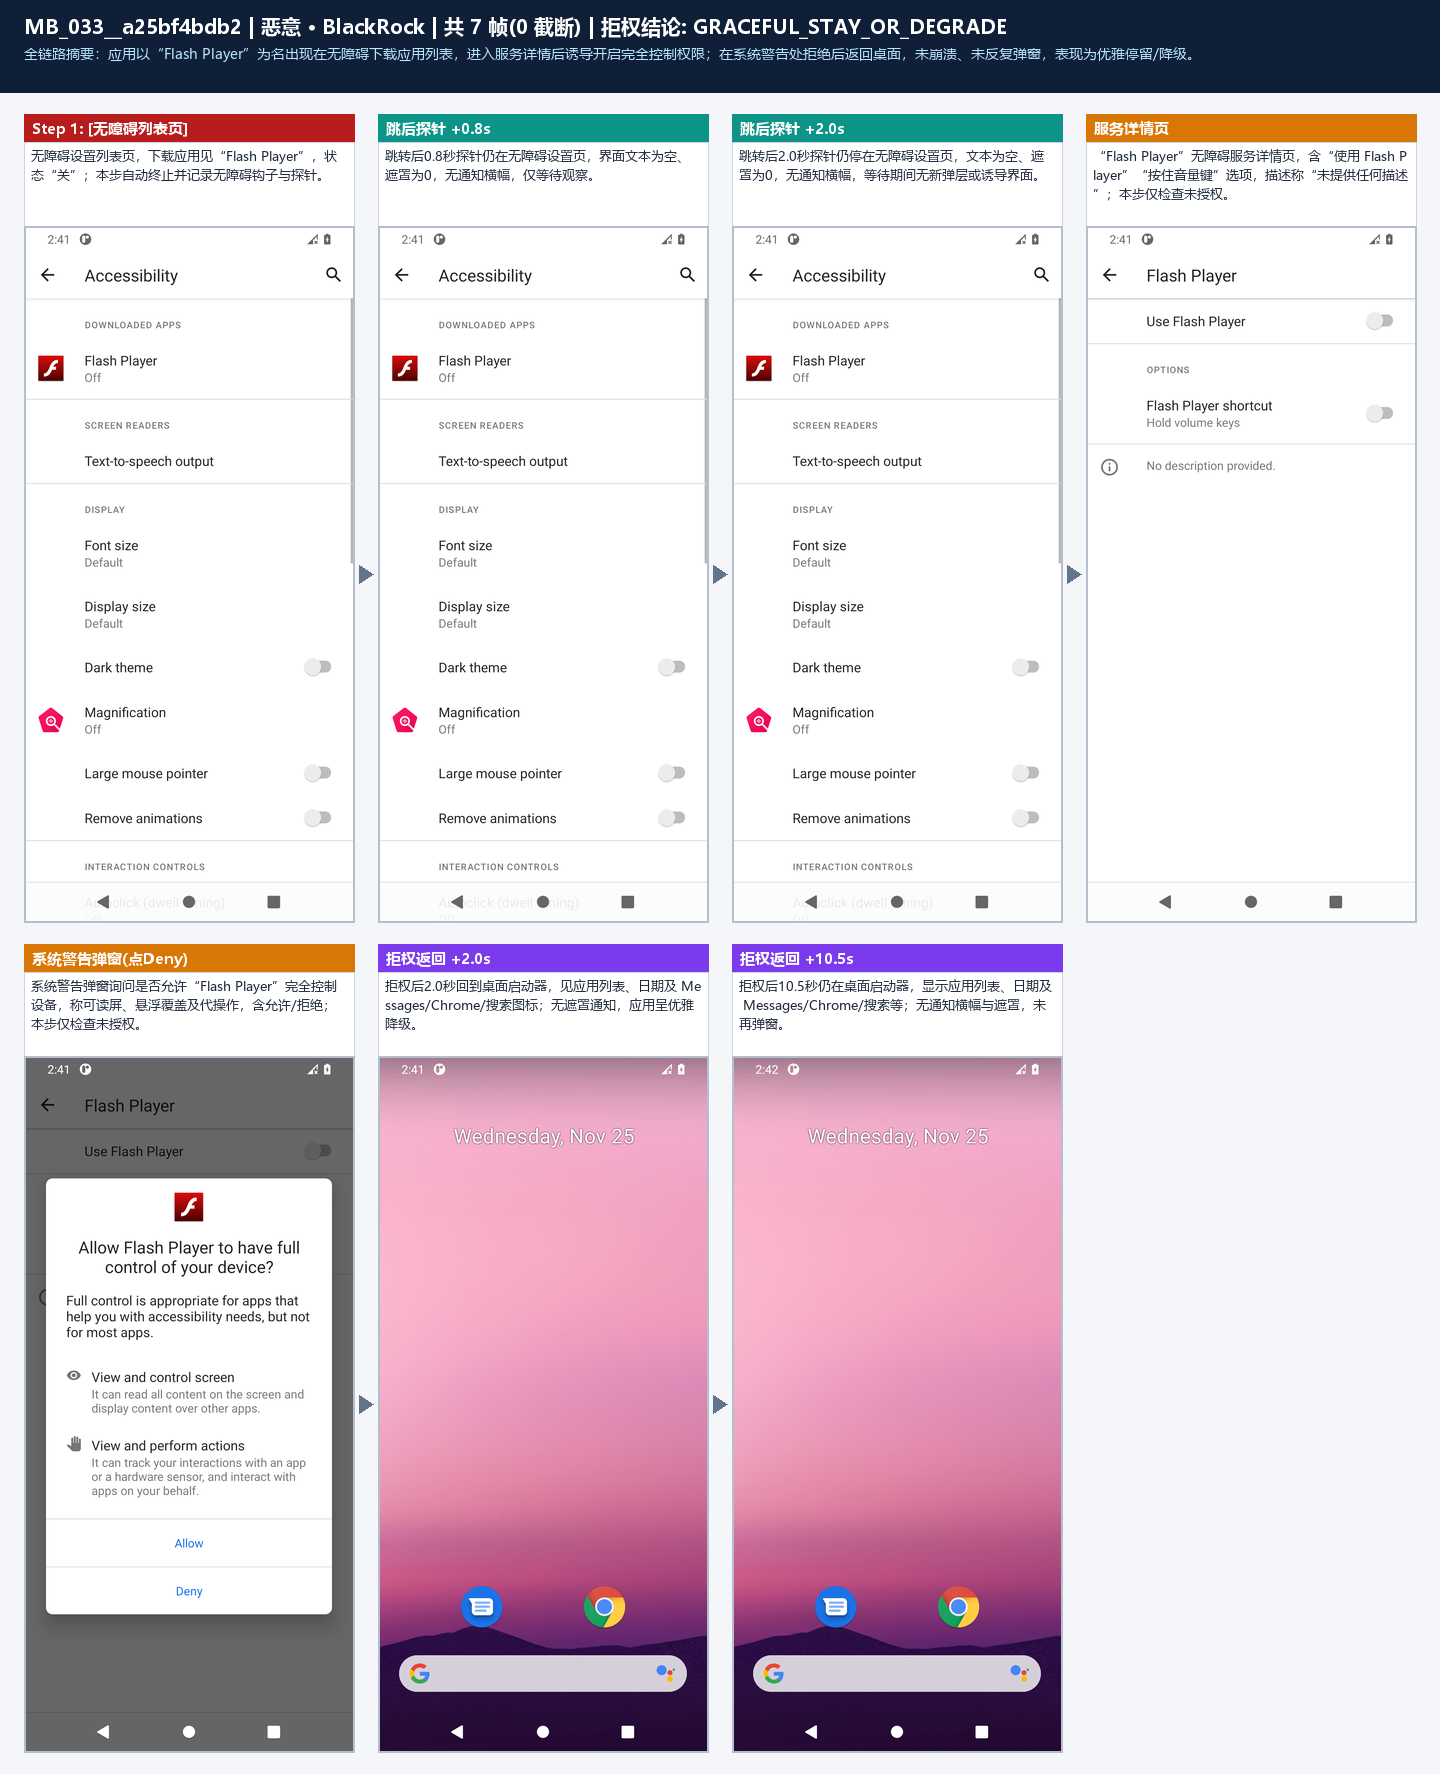 MB_033__a25bf4bdb2 | 恶意 • BlackRock | 共 7 帧(0 截断) | 拒权结论: GRACEFUL_STAY_OR_DEGRADE
全链路摘要：应用以“Flash Player”为名出现在无障碍下载应用列表，进入服务详情后诱导开启完全控制权限；在系统警告处拒绝后返回桌面，未崩溃、未反复弹窗，表现为优雅停留/降级。
Step 1: [无障碍列表页]
无障碍设置列表页，下载应用见“Flash Player”，状
态“关”；本步自动终止并记录无障碍钩子与探针。
2:41
Accessibility
DOWNLOADED APPS
Flash Player
Off
SCREEN READERS
Text-to-speech output
DISPLAY
Font size
Default
Display size
Default
Dark theme
Magnification
Off
Large mouse pointer
Remove animations
INTERACTION CONTROLS
跳后探针 +0.8s
跳转后0.8秒探针仍在无障碍设置页，界面文本为空、
遮罩为0，无通知横幅，仅等待观察。
2:41
Accessibility
DOWNLOADED APPS
Flash Player
Off
SCREEN READERS
Text-to-speech output
DISPLAY
Font size
Default
Display size
Default
Dark theme
Magnification
Off
Large mouse pointer
Remove animations
INTERACTION CONTROLS
跳后探针 +2.0s
跳转后2.0秒探针仍停在无障碍设置页，文本为空、遮
罩为0，无通知横幅，等待期间无新弹层或诱导界面。
2:41
Accessibility
DOWNLOADED APPS
Flash Player
Off
SCREEN READERS
Text-to-speech output
DISPLAY
Font size
Default
Display size
Default
Dark theme
Magnification
Off
Large mouse pointer
Remove animations
INTERACTION CONTROLS
服务详情页
“Flash Player”无障碍服务详情页，含“使用 Flash P
layer”“按住音量键”选项，描述称“未提供任何描述
”；本步仅检查未授权。
2:41
Flash Player
Use Flash Player
OPTIONS
Flash Player shortcut
Hold volume keys
No description provided.
系统警告弹窗(点Deny)
系统警告弹窗询问是否允许“Flash Player”完全控制
设备，称可读屏、悬浮覆盖及代操作，含允许/拒绝；
本步仅检查未授权。
2:41
Flash Player
Use Flash Player
Allow Flash Player to have full
control of your device?
Full control is appropriate for apps that
help you with accessibility needs, but not
for most apps.
View and control screen
It can read all content on the screen and
display content over other apps.
View and perform actions
It can track your interactions with an app
or a hardware sensor, and interact with
apps on your behalf.
Allow
Deny
拒权返回 +2.0s
拒权后2.0秒回到桌面启动器，见应用列表、日期及 Me
ssages/Chrome/搜索图标；无遮罩通知，应用呈优雅
降级。
2:41
Wednesday, Nov 25
拒权返回 +10.5s
拒权后10.5秒仍在桌面启动器，显示应用列表、日期及
Messages/Chrome/搜索等；无通知横幅与遮罩，未
再弹窗。
2:42
Wednesday, Nov 25